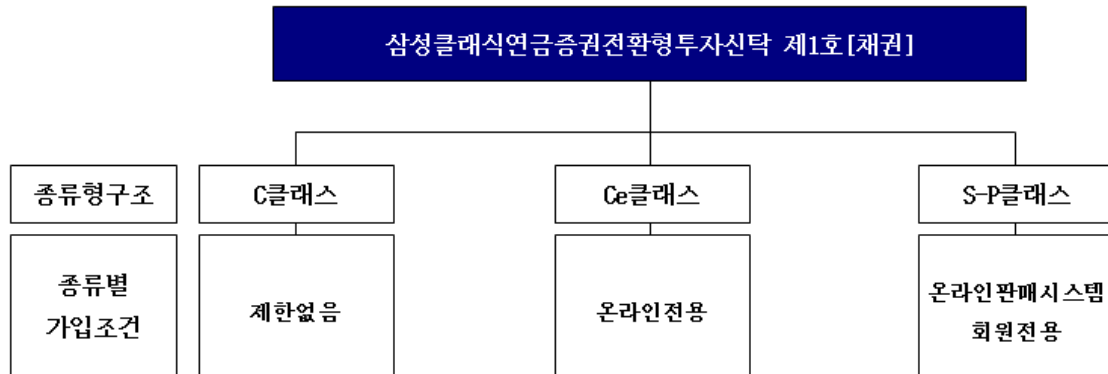 삼성클래식연금증권전환형투자신탁 제1호[채권]
종류형구조
C클래스
Ce클래스
S-P클래스
종류별
가입조건
제한없음
온라인전용
온라인판매시스템
회원전용